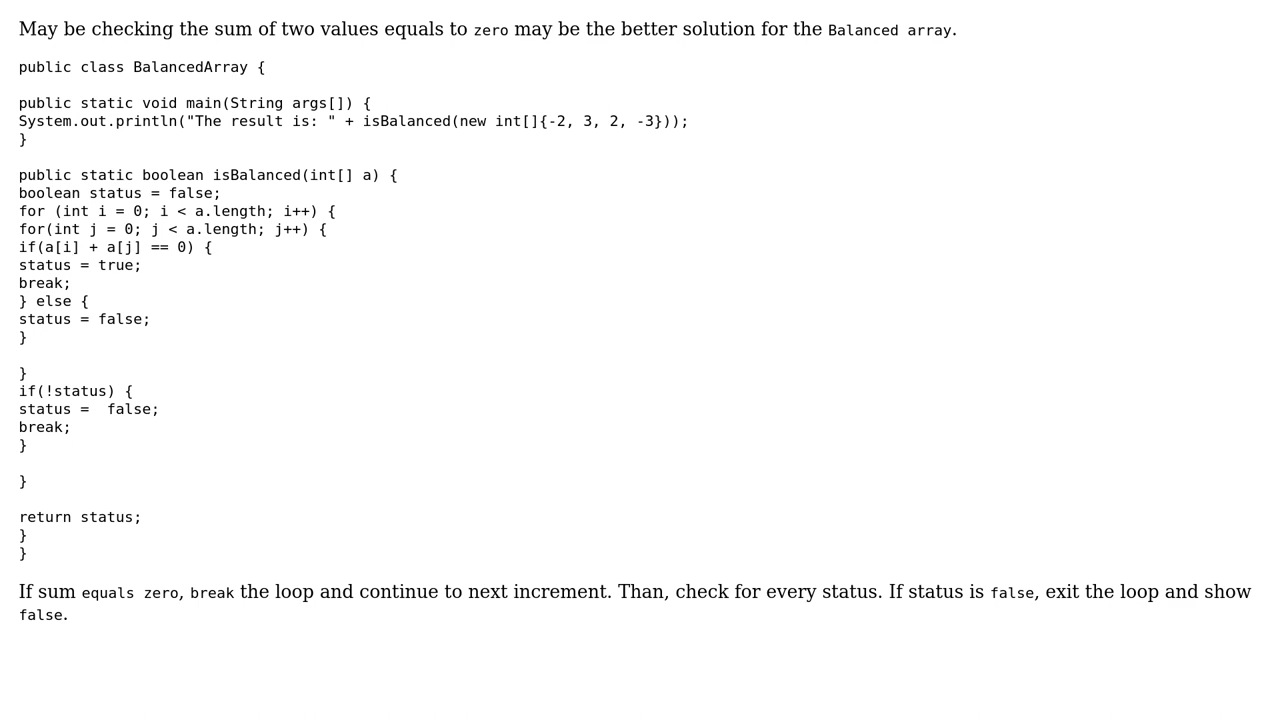 May be checking the sum of two values equals to zero may be the better solution for the Balanced array.
public class BalancedArray {
public static void main(String args[]) {
System.out.println("The result is: " + isBalanced(new int[]{-2, 3, 2, -3}));
}
public static boolean isBalanced(int[] a) {
boolean status = false;
for (int i = 0; i < a.length; i++) {
for(int j = 0; j < a.length; j++) {
if(a[i] + a[j] == 0) {
status = true;
break;
} else {
status = false;
}
}
if(!status) {
status =  false;
break;
}
}
return status;
}
}
If sum equals zero, break the loop and continue to next increment. Than, check for every status. If status is false, exit the loop and show
false.